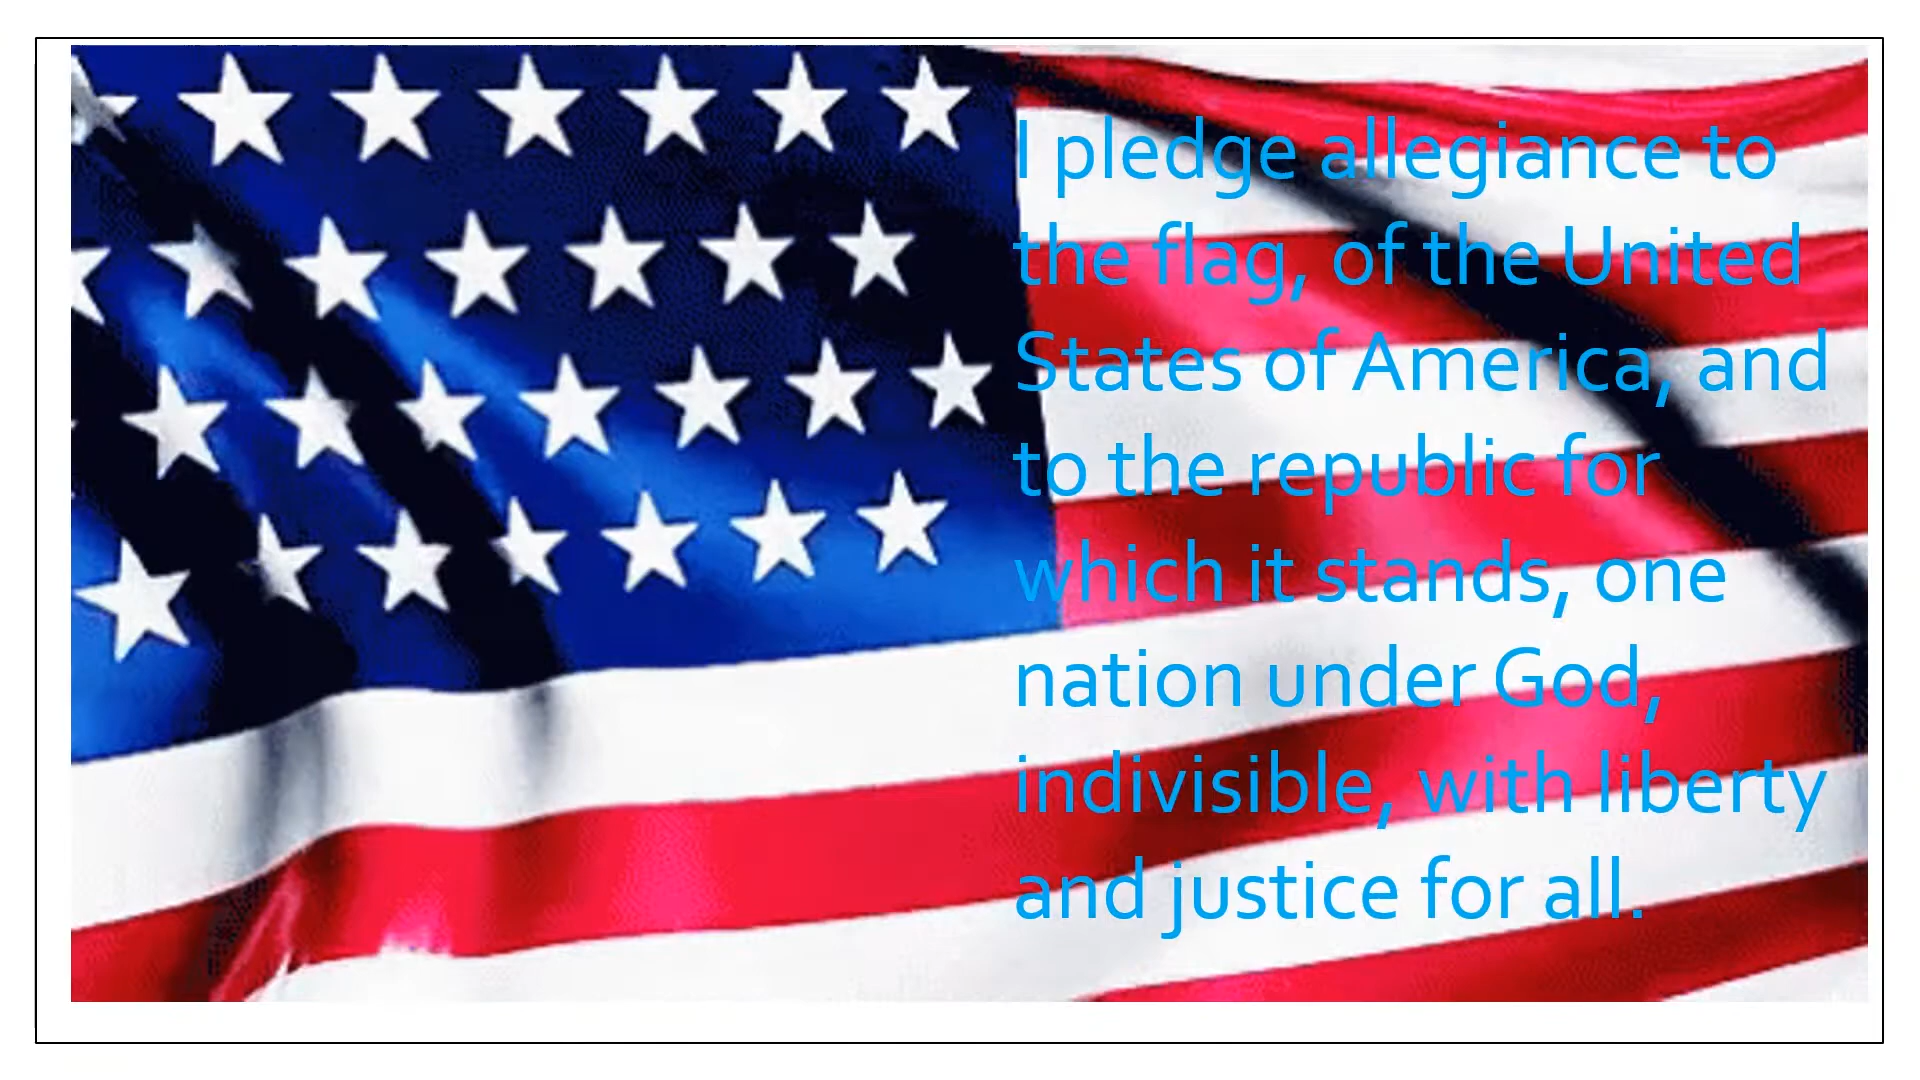 I pledge allegiance to
the flag, of the United
States of America, and
to the republic for
which it stands, one
nation under God,
indivisible, with liberty
and justice for all.